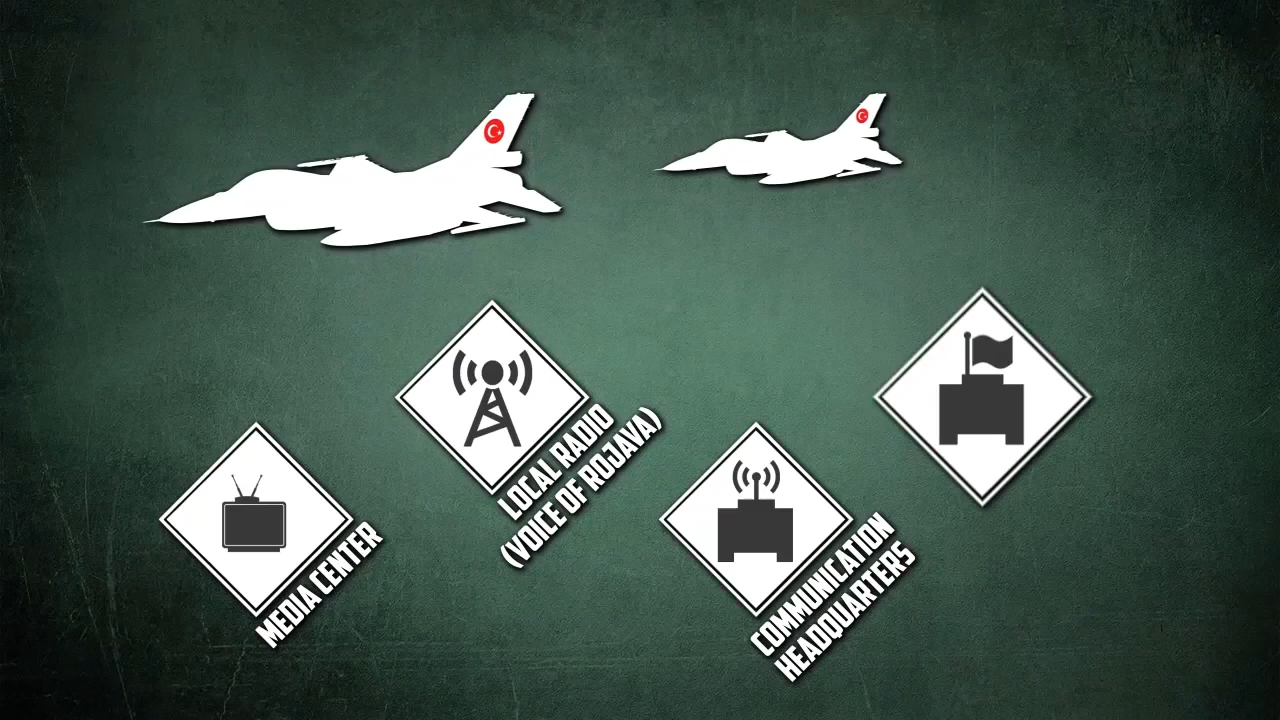 LOCAL RADIO
(VOICE OF ROJAVA)
MEDIA CENTER
COMMUNICATION
HEADQUARTERS